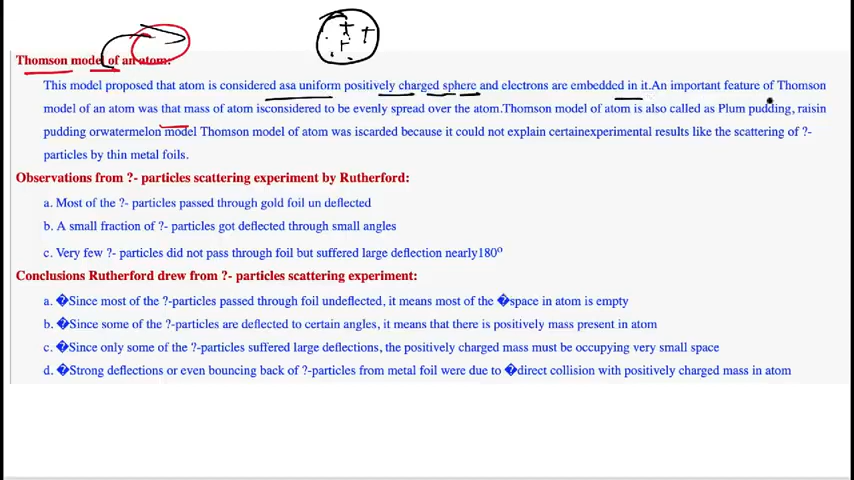 Thomson model of an atom:
This model proposed that atom is considered asa uniform positively charged sphere and electrons are embedded in it.An important feature of Thomson
model of an atom was that mass of atom isconsidered to be evenly spread over the atom.Thomson model of atom is also called as Plum pudding, raisin
pudding orwatermelon model Thomson model of atom was iscarded because it could not explain certainexperimental results like the scattering of ?-
particles by thin metal foils.
Observations from ?- particles scattering experiment by Rutherford:
a. Most of the ?- particles passed through gold foil un deflected
b. A small fraction of ?- particles got deflected through small angles
c. Very few ?- particles did not pass through foil but suffered large deflection nearly180°
Conclusions Rutherford drew from ?- particles scattering experiment:
a. �Since most of the ?-particles passed through foil undeflected, it means most of the �space in atom is empty
b. �Since some of the ?-particles are deflected to certain angles, it means that there is positively mass present in atom
c. �Since only some of the ?-particles suffered large deflections, the positively charged mass must be occupying very small space
d. �Strong deflections or even bouncing back of ?-particles from metal foil were due to �direct collision with positively charged mass in atom